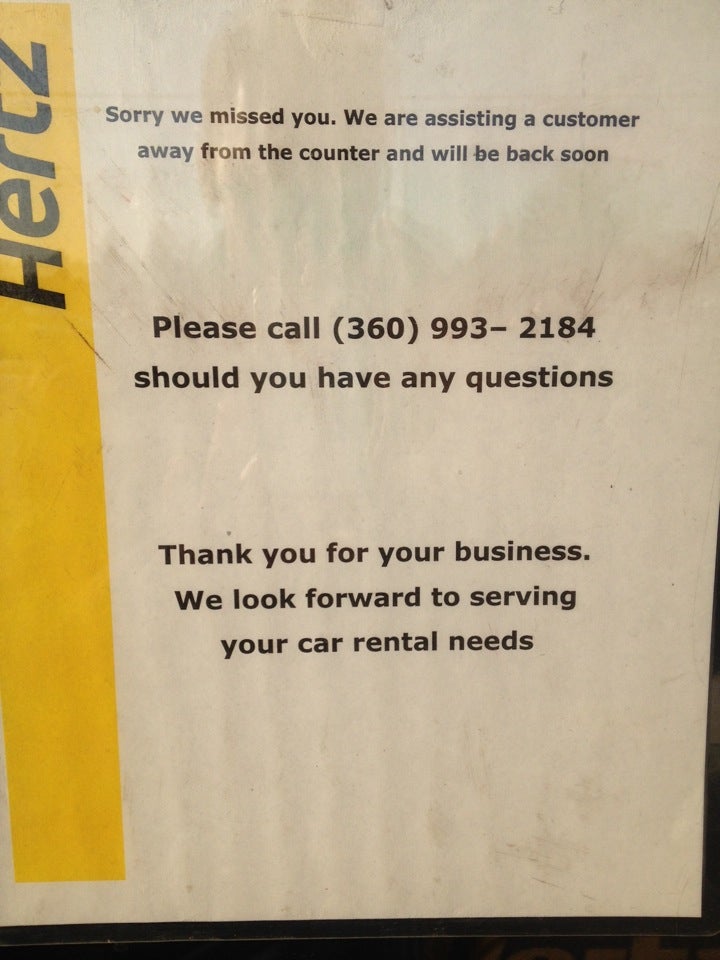 Hertz
Sorry we missed you. We are assisting a customer
away from the counter and will be back soon
Please call (360) 993– 2184
should you have any questions
Thank you for your business.
We look forward to serving
your car rental needs